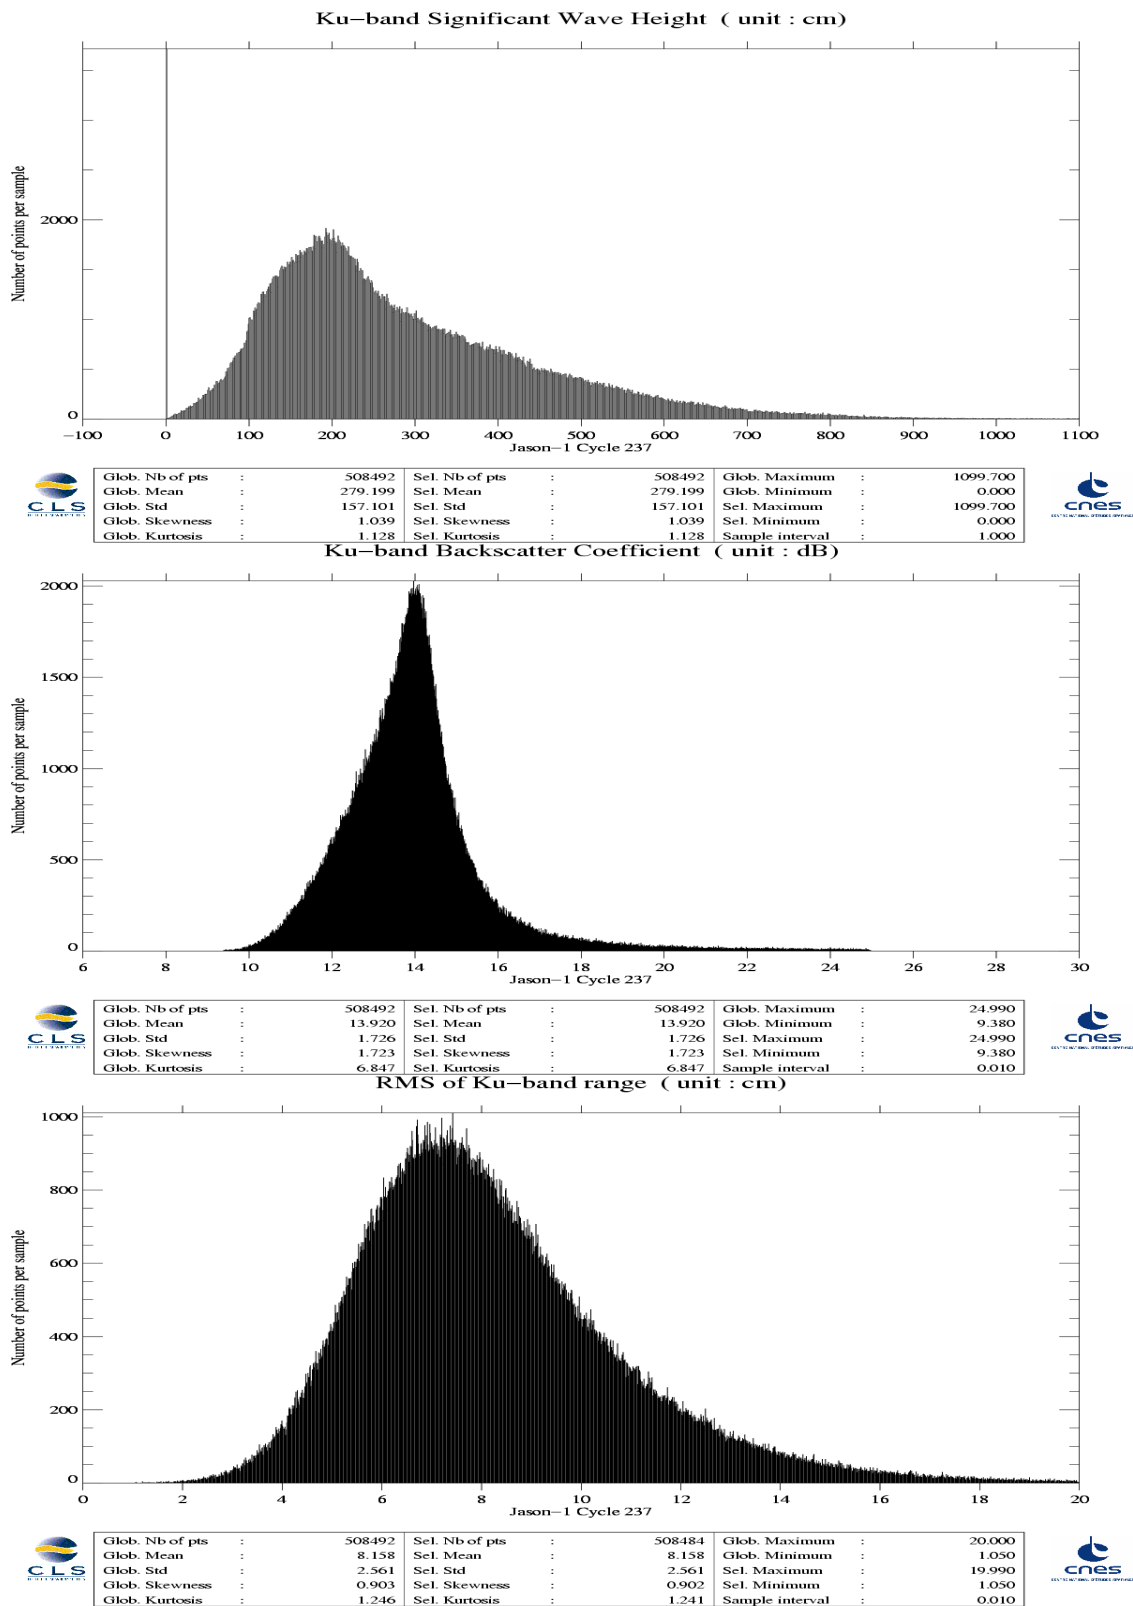 Ku−band Significant Wave Height ( unit : cm)
Number of points per sample
2000
0
−100 0 100 200 300 400 500 600 700 800 900 1000 1100
Jason−1 Cycle 237
CLS
Glob. Nb of pts : 508492 Sel. Nb of pts : 508492 Glob. Maximum : 1099.700
Glob. Mean : 279.199 Sel. Mean : 279.199 Glob. Minimum : 0.000
Glob. Std : 157.101 Sel. Std : 157.101 Sel. Maximum : 1099.700
Glob. Skewness : 1.039 Sel. Skewness : 1.039 Sel. Minimum : 0.000
Glob. Kurtosis : 1.128 Sel. Kurtosis : 1.128 Sample interval : 1.000
cnes
Ku−band Backscatter Coefficient ( unit : dB)
Number of points per sample
2000
1500
1000
500
0
6 8 10 12 14 16 18 20 22 24 26 28 30
Jason−1 Cycle 237
CLS
Glob. Nb of pts : 508492 Sel. Nb of pts : 508492 Glob. Maximum : 24.990
Glob. Mean : 13.920 Sel. Mean : 13.920 Glob. Minimum : 9.380
Glob. Std : 1.726 Sel. Std : 1.726 Sel. Maximum : 24.990
Glob. Skewness : 1.723 Sel. Skewness : 1.723 Sel. Minimum : 9.380
Glob. Kurtosis : 6.847 Sel. Kurtosis : 6.847 Sample interval : 0.010
cnes
RMS of Ku−band range ( unit : cm)
Number of points per sample
1000
800
600
400
200
0
0 2 4 6 8 10 12 14 16 18 20
Jason−1 Cycle 237
CLS
Glob. Nb of pts : 508492 Sel. Nb of pts : 508484 Glob. Maximum : 20.000
Glob. Mean : 8.158 Sel. Mean : 8.158 Glob. Minimum : 1.050
Glob. Std : 2.561 Sel. Std : 2.561 Sel. Maximum : 19.990
Glob. Skewness : 0.903 Sel. Skewness : 0.902 Sel. Minimum : 1.050
Glob. Kurtosis : 1.246 Sel. Kurtosis : 1.241 Sample interval : 0.010
cnes